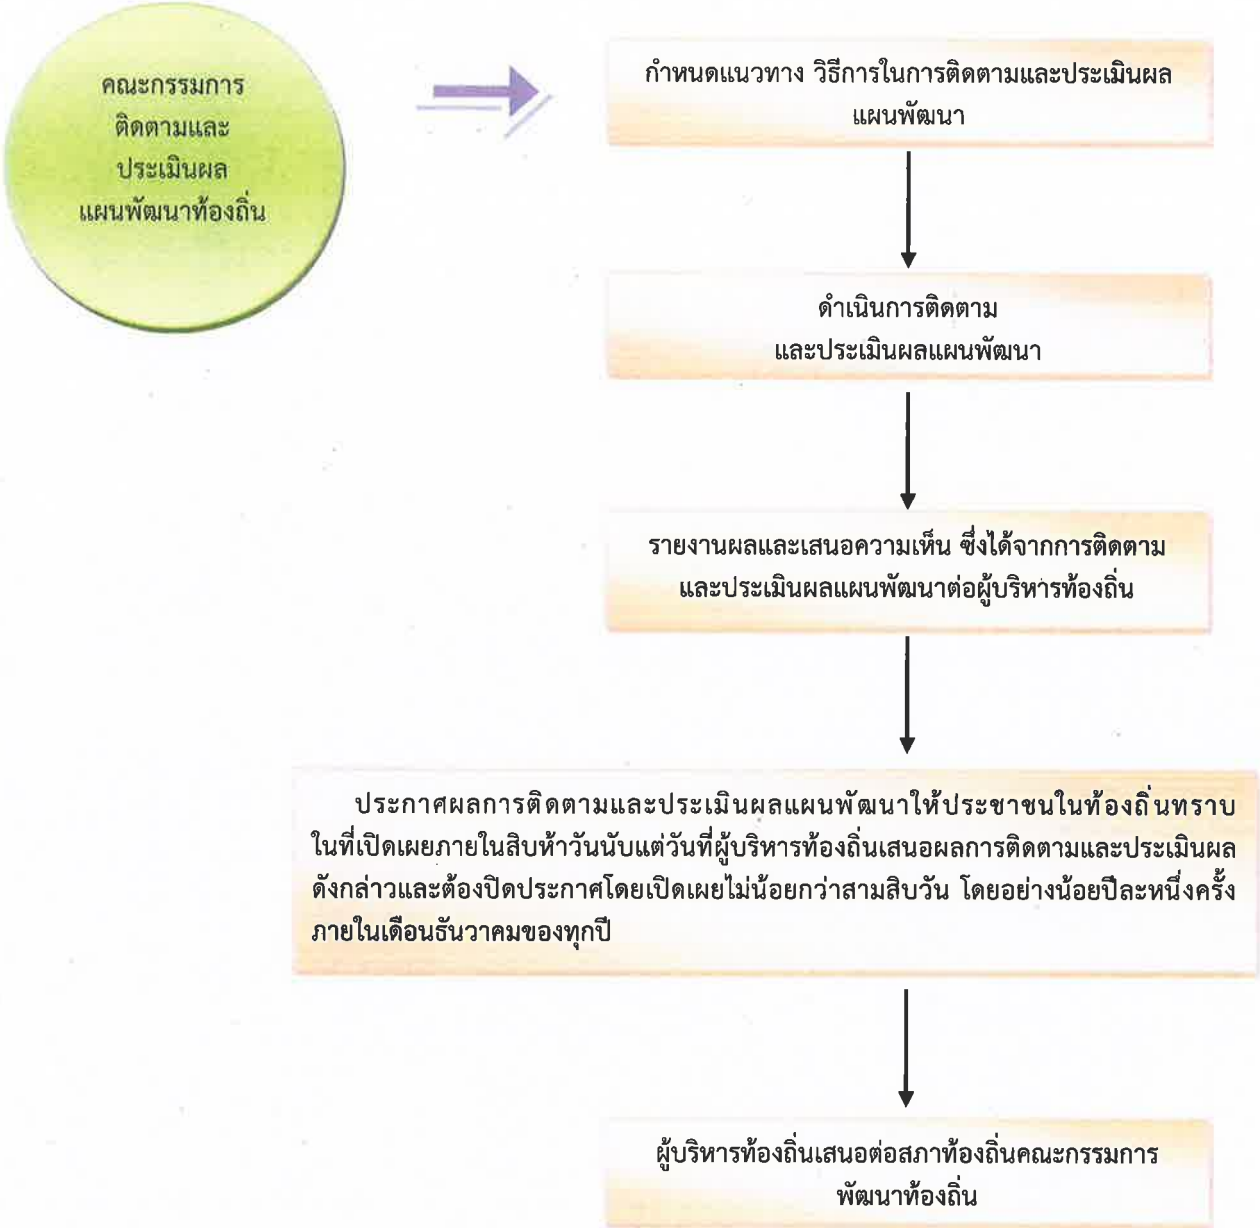 คณะกรรมการ
ติดตามและ
ประเมินผล
แผนพัฒนาท้องถิ่น
กำหนดแนวทาง วิธีการในการติดตามและประเมินผล
แผนพัฒนา
ดำเนินการติดตาม
และประเมินผลแผนพัฒนา
รายงานผลและเสนอความเห็น ซึ่งได้จากการติดตาม
และประเมินผลแผนพัฒนาต่อผู้บริหารท้องถิ่น
ประกาศผลการติดตามและประเมินผลแผนพัฒนาให้ประชาชนในท้องถิ่นทราบ
ในที่เปิดเผยภายในสิบห้าวันนับแต่วันที่ผู้บริหารท้องถิ่นเสนอผลการติดตามและประเมินผล
ดังกล่าวและต้องปิดประกาศโดยเปิดเผยไม่น้อยกว่าสามสิบวัน โดยอย่างน้อยปีละหนึ่งครั้ง
ภายในเดือนธันวาคมของทุกปี
ผู้บริหารท้องถิ่นเสนอต่อสภาท้องถิ่นคณะกรรมการ
พัฒนาท้องถิ่น